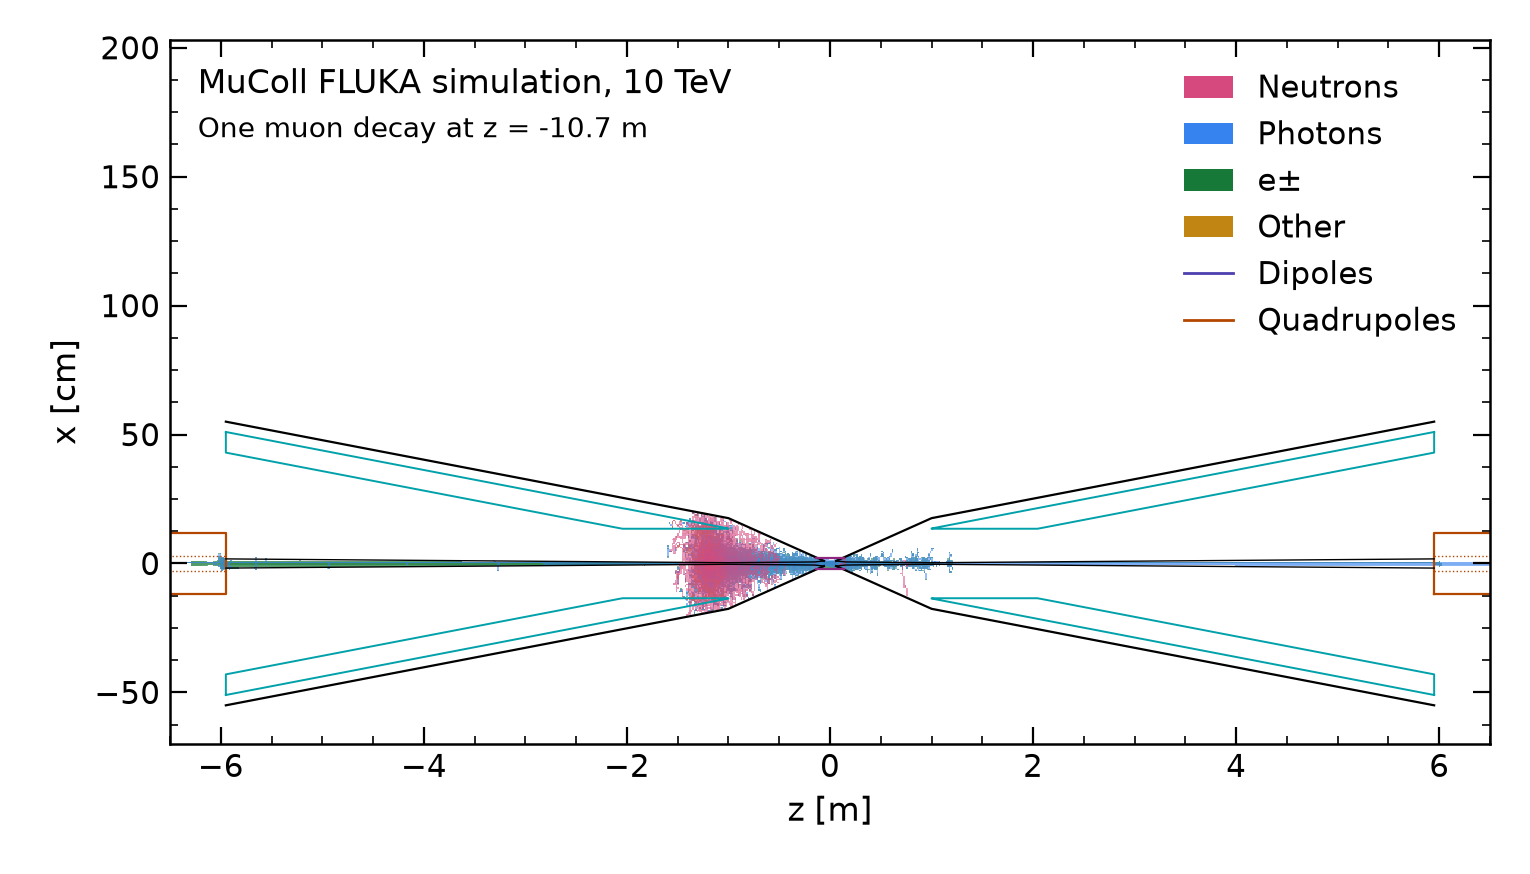 MuColl FLUKA simulation, 10 TeV
One muon decay at z = -10.7 m
Neutrons
Photons
e±
Other
Dipoles
Quadrupoles
200
150
100
50
0
−50
x [cm]
−6 −4 −2 0 2 4 6
z [m]